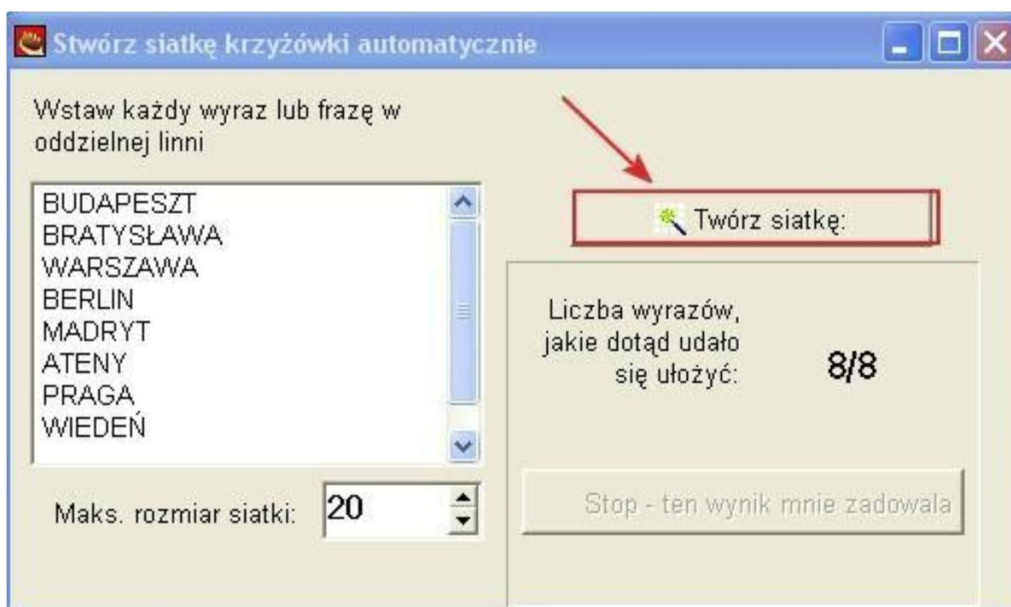 Stwórz siatkę krzyżówki automatycznie
Wstaw każdy wyraz lub frazę w
oddzielnej linni
BUDAPESZT
BRATYSŁAWA
WARSZAWA
BERLIN
MADRYT
ATENY
PRAGA
WIEDEŃ
Maks. rozmiar siatki: 20
Twórz siatkę:
Liczba wyrazów,
jakie dotąd udało
się ułożyć: 8/8
Stop - ten wynik mnie zadowala